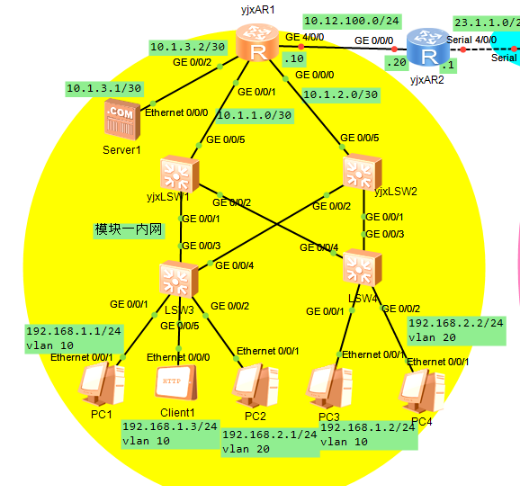 yjxAR1
10.12.100.0/24
23.1.1.0/2
10.1.3.2/30
GE 4/0/0
GE 0/0/0
Serial 4/0/0
GE 0/0/2
.10
.20
.1
Serial
yjxAR2
GE 0/0/0
10.1.3.1/30
GE 0/0/1
10.1.2.0/30
Ethernet 0/0/0
10.1.1.0/30
.COM
Server1
GE 0/0/5
GE 0/0/5
yjxLSW1
yjxLSW2
GE 0/0/2
GE 0/0/2
GE 0/0/1
GE 0/0/1
模块一内网
GE 0/0/3
GE 0/0/3
GE 0/0/4
GE 0/0/4
LSW3
LSW4
GE 0/0/1
GE 0/0/2
GE 0/0/1
GE 0/0/2
GE 0/0/5
192.168.1.1/24
vlan 10
192.168.2.2/24
vlan 20
Ethernet 0/0/1
Ethernet 0/0/0
Ethernet 0/0/1
Ethernet 0/0/1
Ethernet 0/0/1
HTTP
PC1
Client1
PC2
PC3
PC4
192.168.1.3/24
vlan 10
192.168.2.1/24
vlan 20
192.168.1.2/24
vlan 10